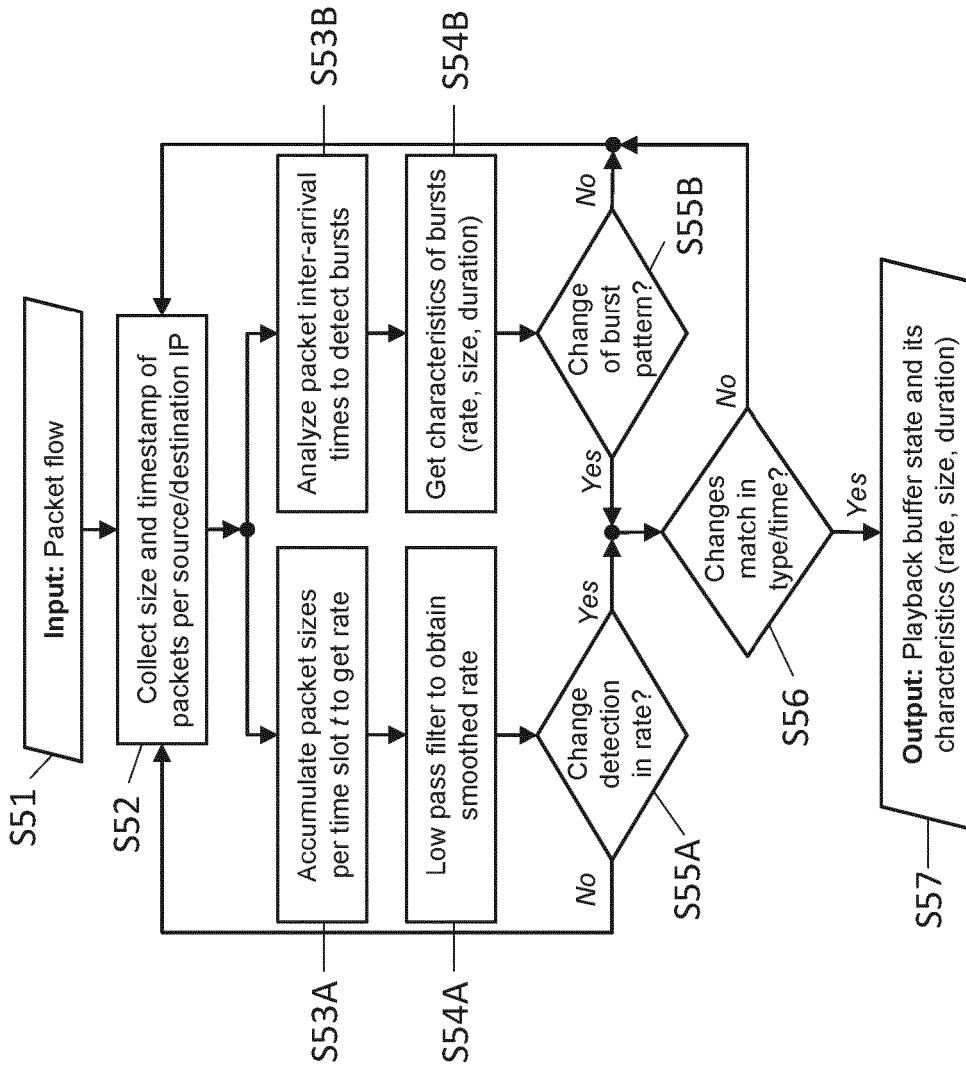 S51
Input: Packet flow
S52
Collect size and timestamp of
packets per source/destination IP
S53A
Accumulate packet sizes
per time slot t to get rate
S53B
Analyze packet inter-arrival
times to detect bursts
S54A
Low pass filter to obtain
smoothed rate
S54B
Get characteristics of bursts
(rate, size, duration)
S55A
Change
detection
in rate?
No
Yes
S55B
Change
of burst
pattern?
Yes
No
S56
Changes
match in
type/time?
No
Yes
S57
Output: Playback buffer state and its
characteristics (rate, size, duration)